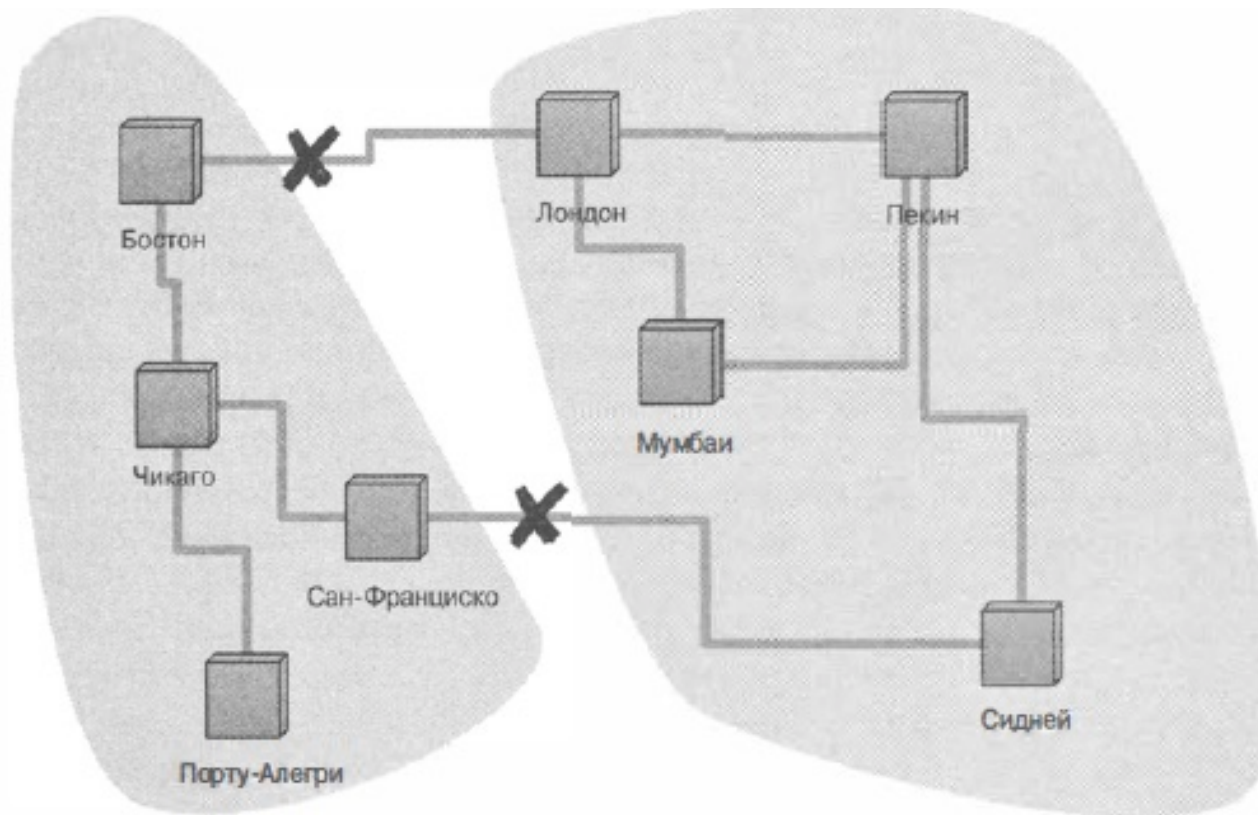 Бостон
Лондон
Пекин
Чикаго
Мумбаи
Сан-Франциско
Сидней
Порту-Алегри